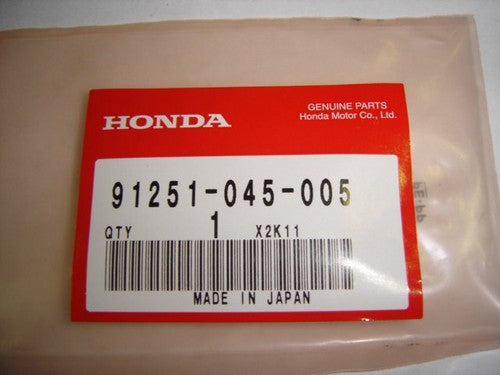 HONDA
GENUINE PARTS
Honda Motor Co., Ltd.
91251-045-005
QTY 1 X2K11
MADE IN JAPAN